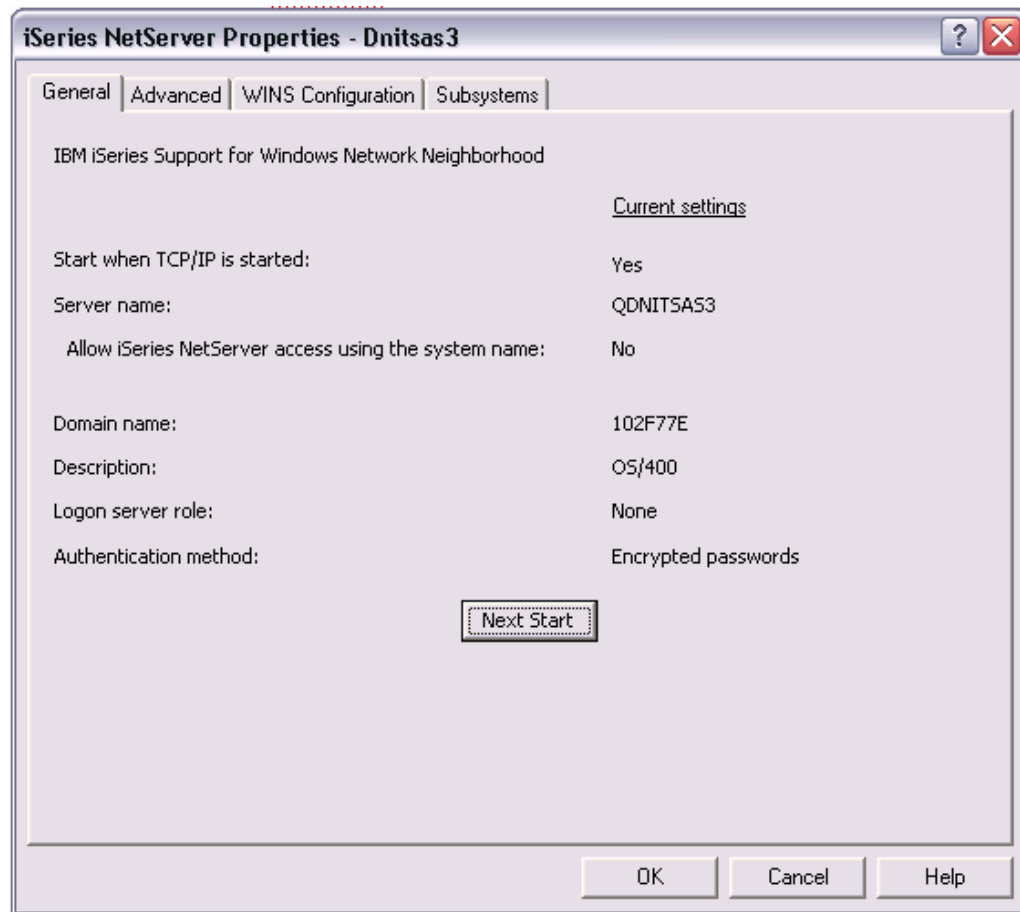 iSeries NetServer Properties - Dnitsas3
General Advanced WINS Configuration Subsystems
IBM iSeries Support for Windows Network Neighborhood
Current settings
Start when TCP/IP is started: Yes
Server name: QDNITSAS3
Allow iSeries NetServer access using the system name: No
Domain name: 102F77E
Description: OS/400
Logon server role: None
Authentication method: Encrypted passwords
Next Start
OK Cancel Help